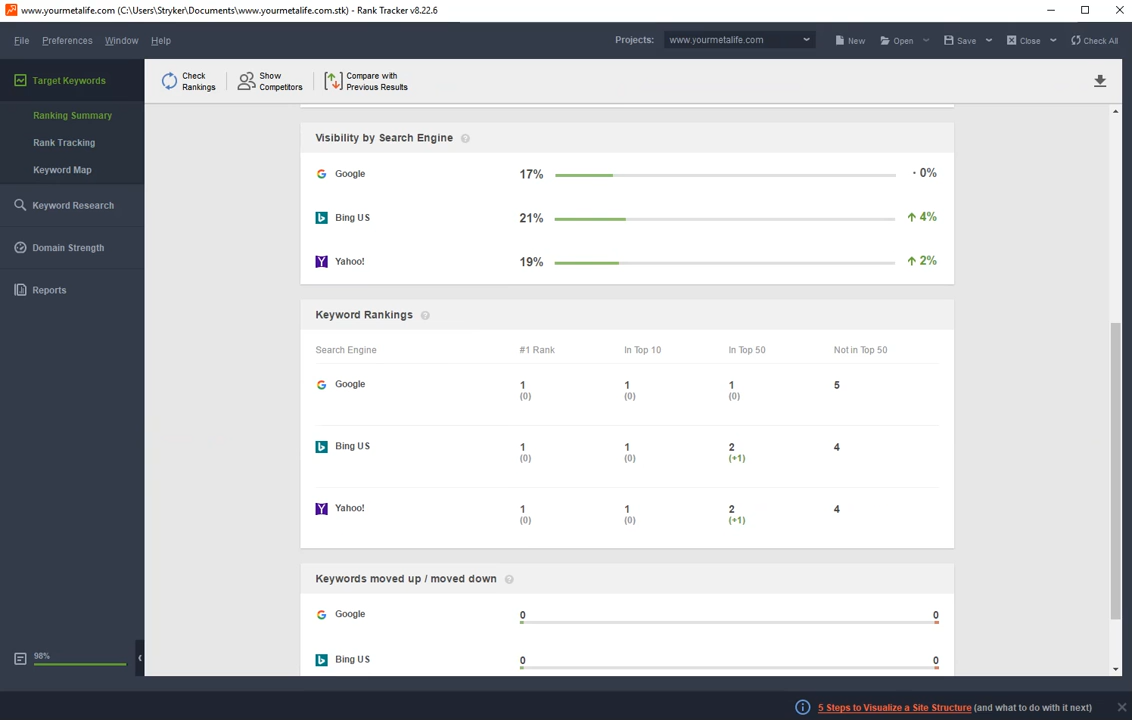 www.yourmetalife.com (C:\Users\Stryker\Documents\www.yourmetalife.com.stk) - Rank Tracker v8.22.6
File Preferences Window Help Projects: www.yourmetalife.com New Open Save Close Check All
Target Keywords
Ranking Summary
Rank Tracking
Keyword Map
Keyword Research
Domain Strength
Reports
98%
Check Rankings
Show Competitors
Compare with Previous Results
Visibility by Search Engine ?
Google 17% · 0%
Bing US 21% ↑ 4%
Yahoo! 19% ↑ 2%
Keyword Rankings ?
Search Engine #1 Rank In Top 10 In Top 50 Not in Top 50
Google 1 1 1 5
(0) (0) (0)
Bing US 1 1 2 4
(0) (0) (+1)
Yahoo! 1 1 2 4
(0) (0) (+1)
Keywords moved up / moved down ?
Google 0 0
Bing US 0 0
5 Steps to Visualize a Site Structure (and what to do with it next)